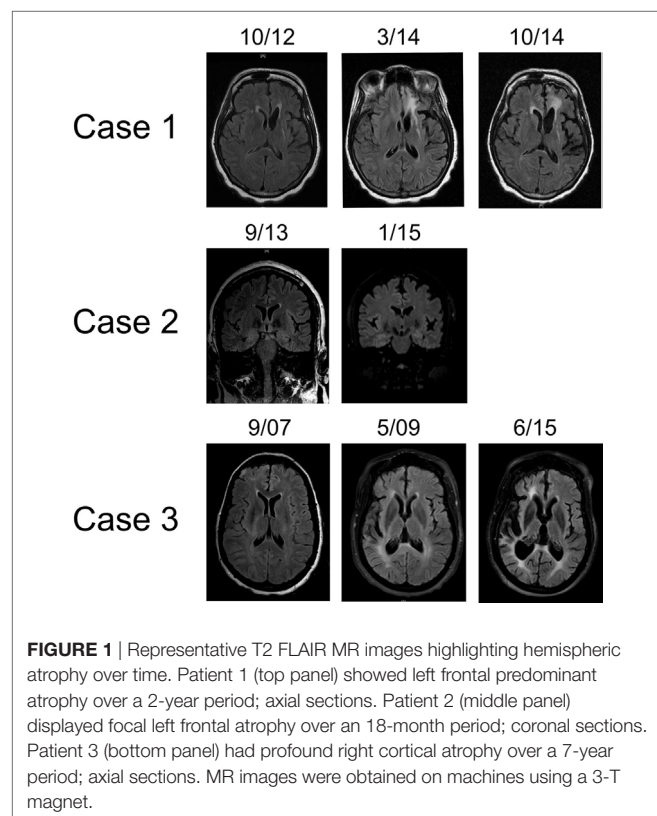 10/12 3/14 10/14
Case 1
9/13 1/15
Case 2
9/07 5/09 6/15
Case 3
FIGURE 1 | Representative T2 FLAIR MR images highlighting hemispheric
atrophy over time. Patient 1 (top panel) showed left frontal predominant
atrophy over a 2-year period; axial sections. Patient 2 (middle panel)
displayed focal left frontal atrophy over an 18-month period; coronal sections.
Patient 3 (bottom panel) had profound right cortical atrophy over a 7-year
period; axial sections. MR images were obtained on machines using a 3-T
magnet.